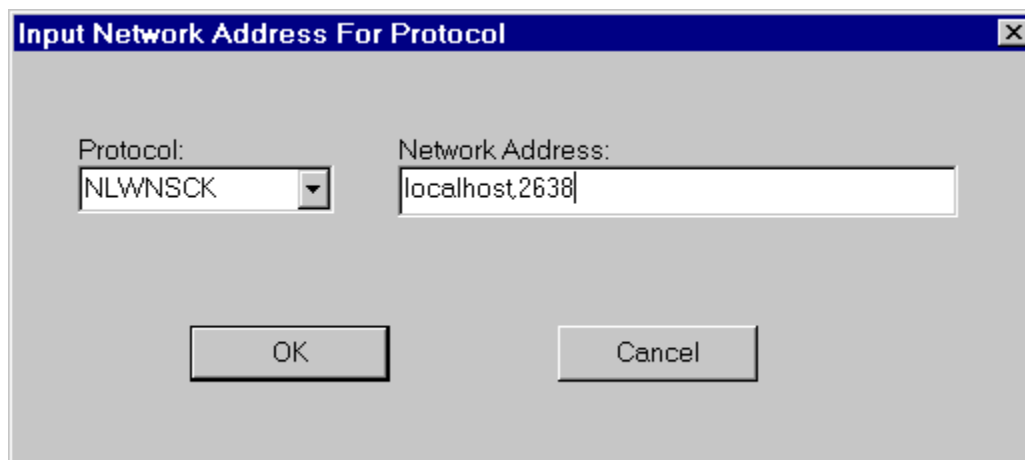 Input Network Address For Protocol
Protocol: Network Address:
NLWNSCK localhost,2638
OK Cancel